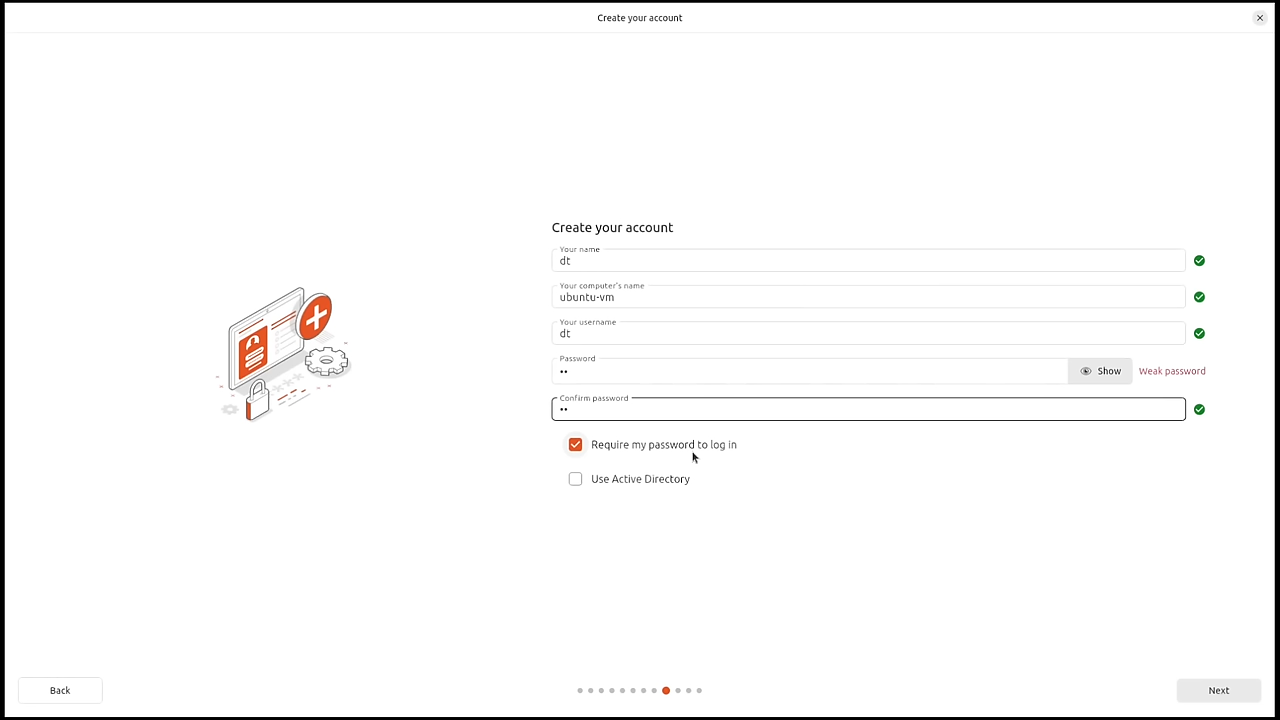 Create your account
Create your account
Your name
dt
Your computer's name
ubuntu-vm
Your username
dt
Password
••
Show
Weak password
Confirm password
••
Require my password to log in
Use Active Directory
Back
Next